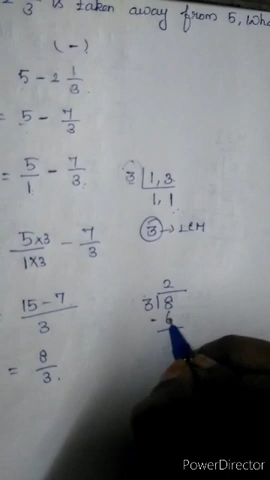 3 is taken away from 5, Wha
(-)
5 - 2 1/3
= 5 - 7/3
= 5/1 - 7/3
3 | 1, 3
1, 1
3 → LCM
5×3/1×3 - 7/3
= 15-7/3
2
3 | 8
- 6
= 8/3.
PowerDirector